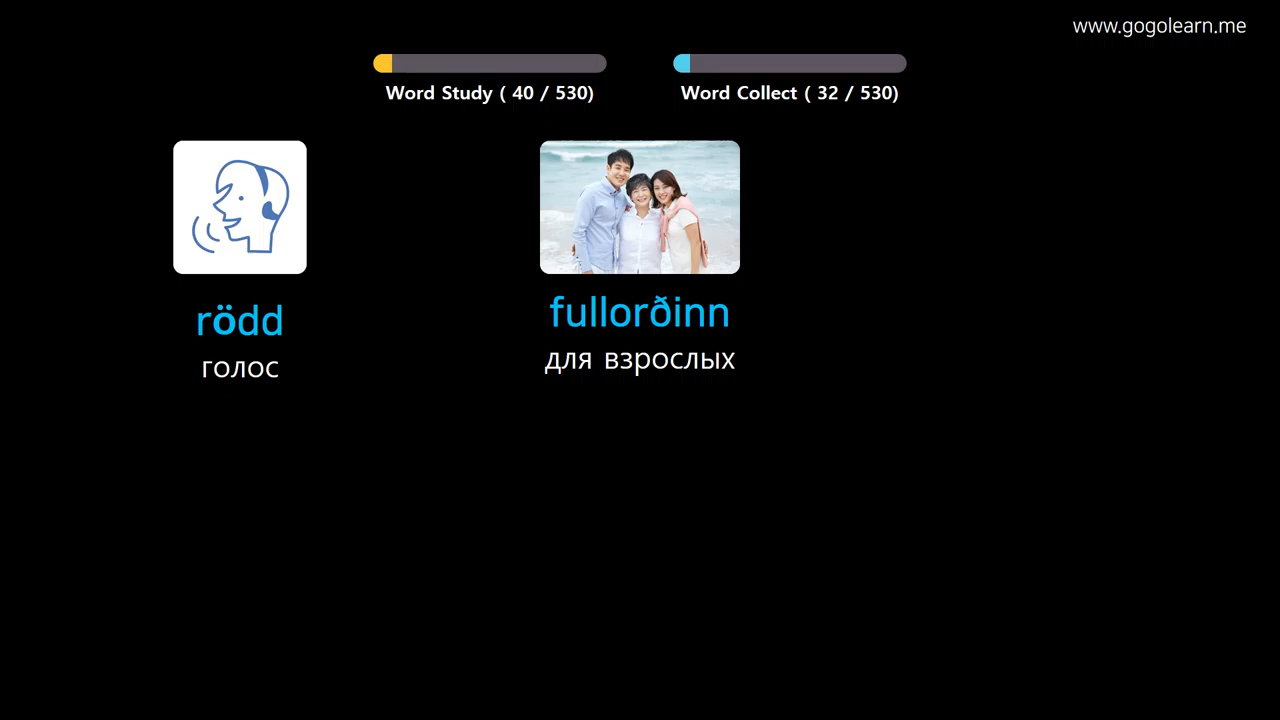 www.gogolearn.me
Word Study ( 40 / 530)
Word Collect ( 32 / 530)
rödd
голос
fullorðinn
для взрослых